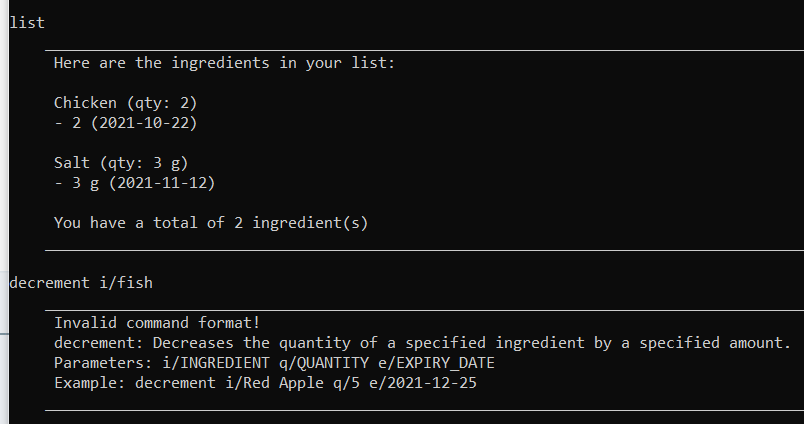 list
Here are the ingredients in your list:
Chicken (qty: 2)
- 2 (2021-10-22)
Salt (qty: 3 g)
- 3 g (2021-11-12)
You have a total of 2 ingredient(s)
decrement i/fish
Invalid command format!
decrement: Decreases the quantity of a specified ingredient by a specified amount.
Parameters: i/INGREDIENT q/QUANTITY e/EXPIRY_DATE
Example: decrement i/Red Apple q/5 e/2021-12-25